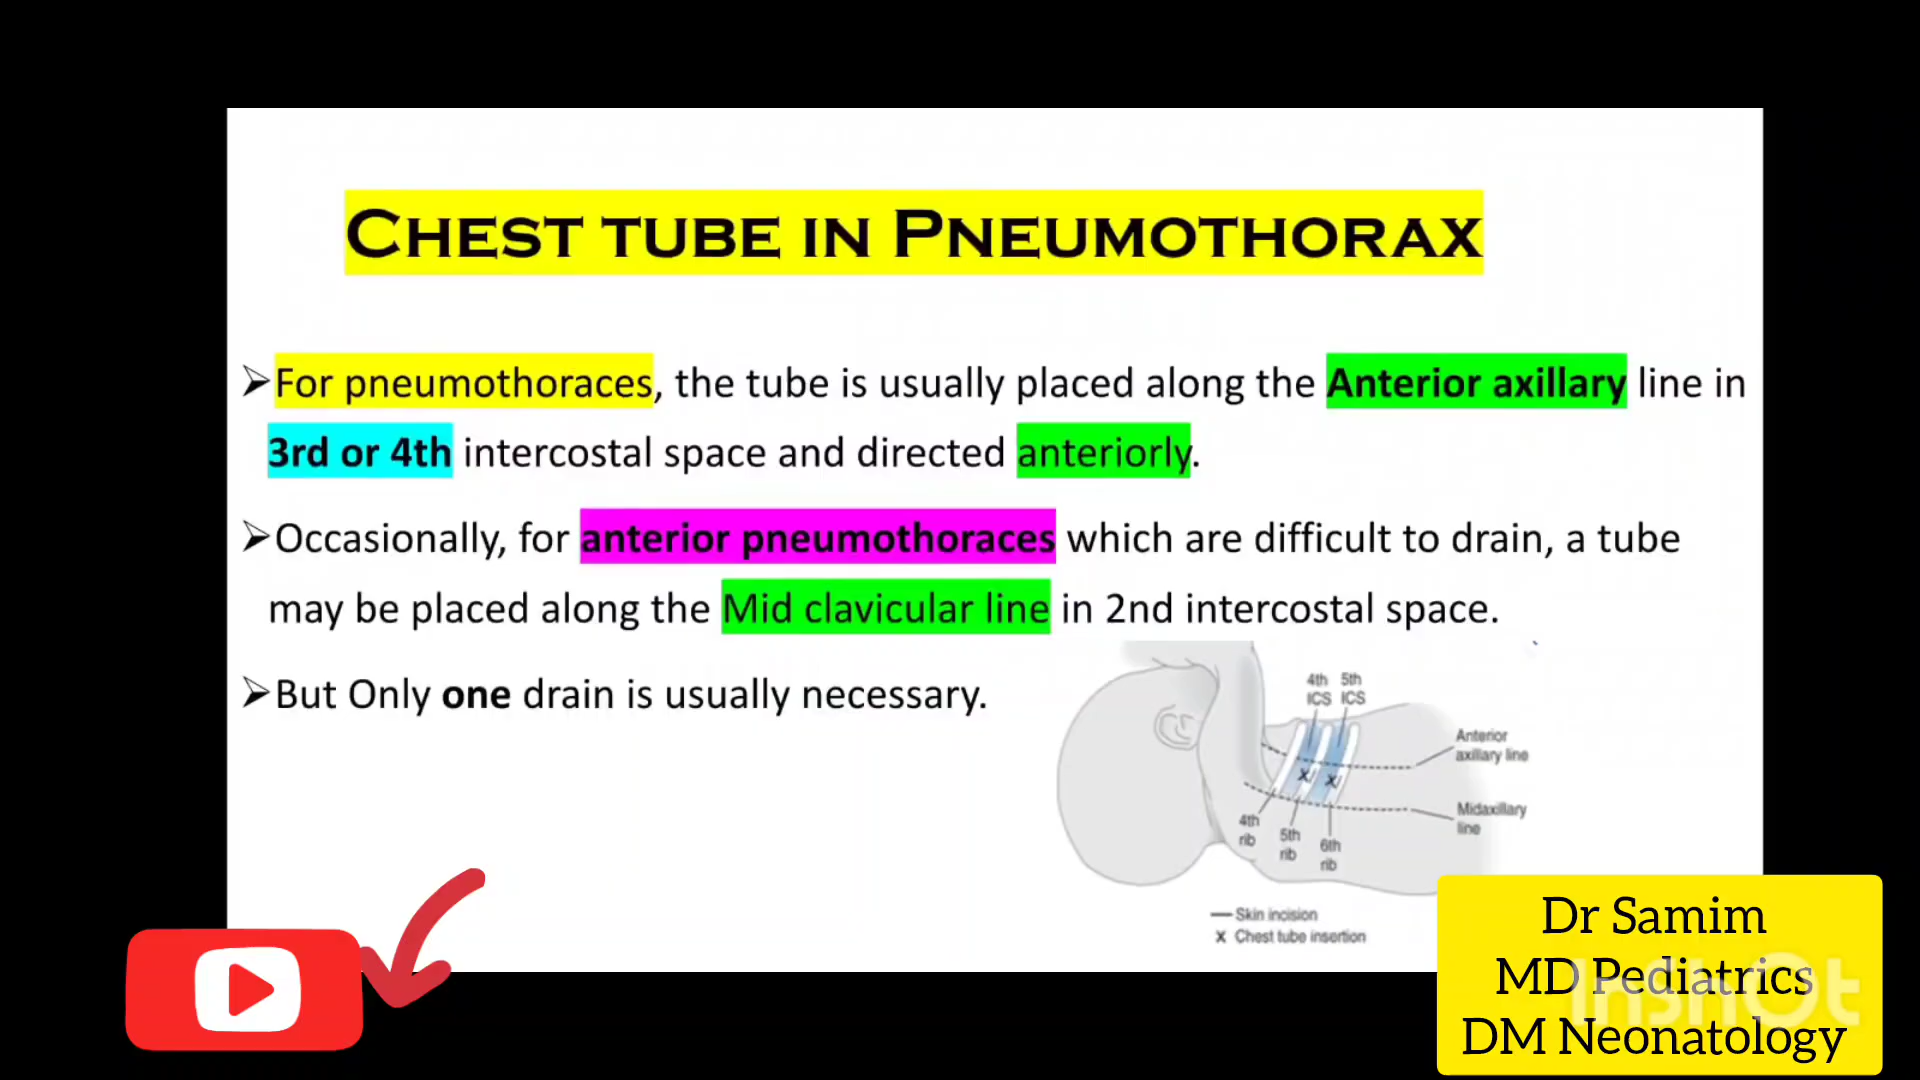 CHEST TUBE IN PNEUMOTHORAX
➢For pneumothoraces, the tube is usually placed along the Anterior axillary line in
3rd or 4th intercostal space and directed anteriorly.
➢Occasionally, for anterior pneumothoraces which are difficult to drain, a tube
may be placed along the Mid clavicular line in 2nd intercostal space.
➢But Only one drain is usually necessary.
4th 5th
ICS ICS
Anterior
axillary line
Midaxillary
line
4th
rib
5th
rib
6th
rib
— Skin incision
X Chest tube insertion
X
X
Dr Samim
MD Pediatrics
DM Neonatology
InShOt